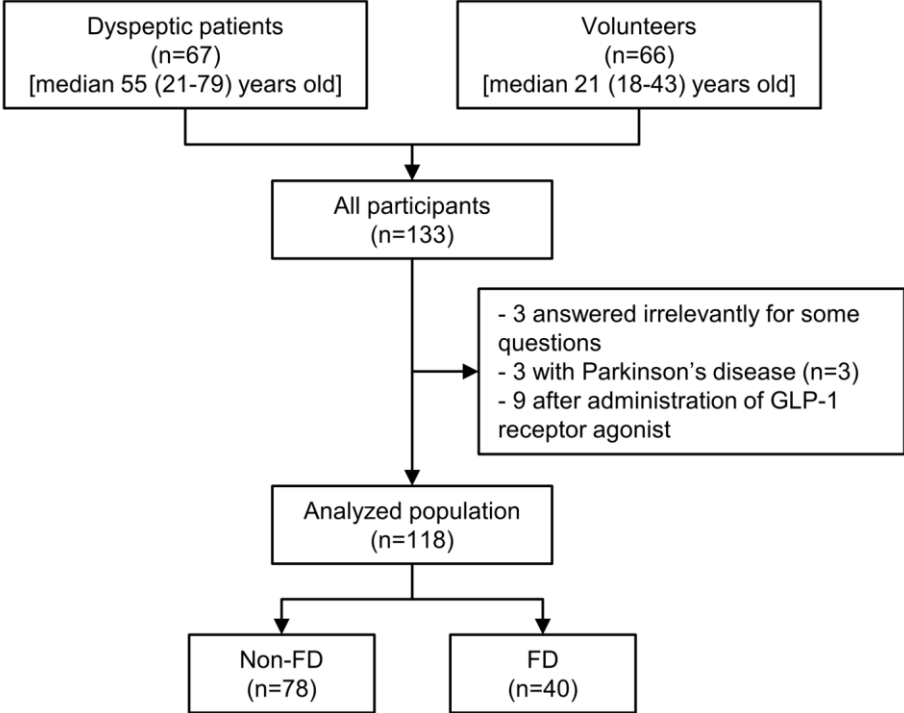 Dyspeptic patients
(n=67)
[median 55 (21-79) years old]
Volunteers
(n=66)
[median 21 (18-43) years old]
All participants
(n=133)
- 3 answered irrelevantly for some
questions
- 3 with Parkinson’s disease (n=3)
- 9 after administration of GLP-1
receptor agonist
Analyzed population
(n=118)
Non-FD
(n=78)
FD
(n=40)